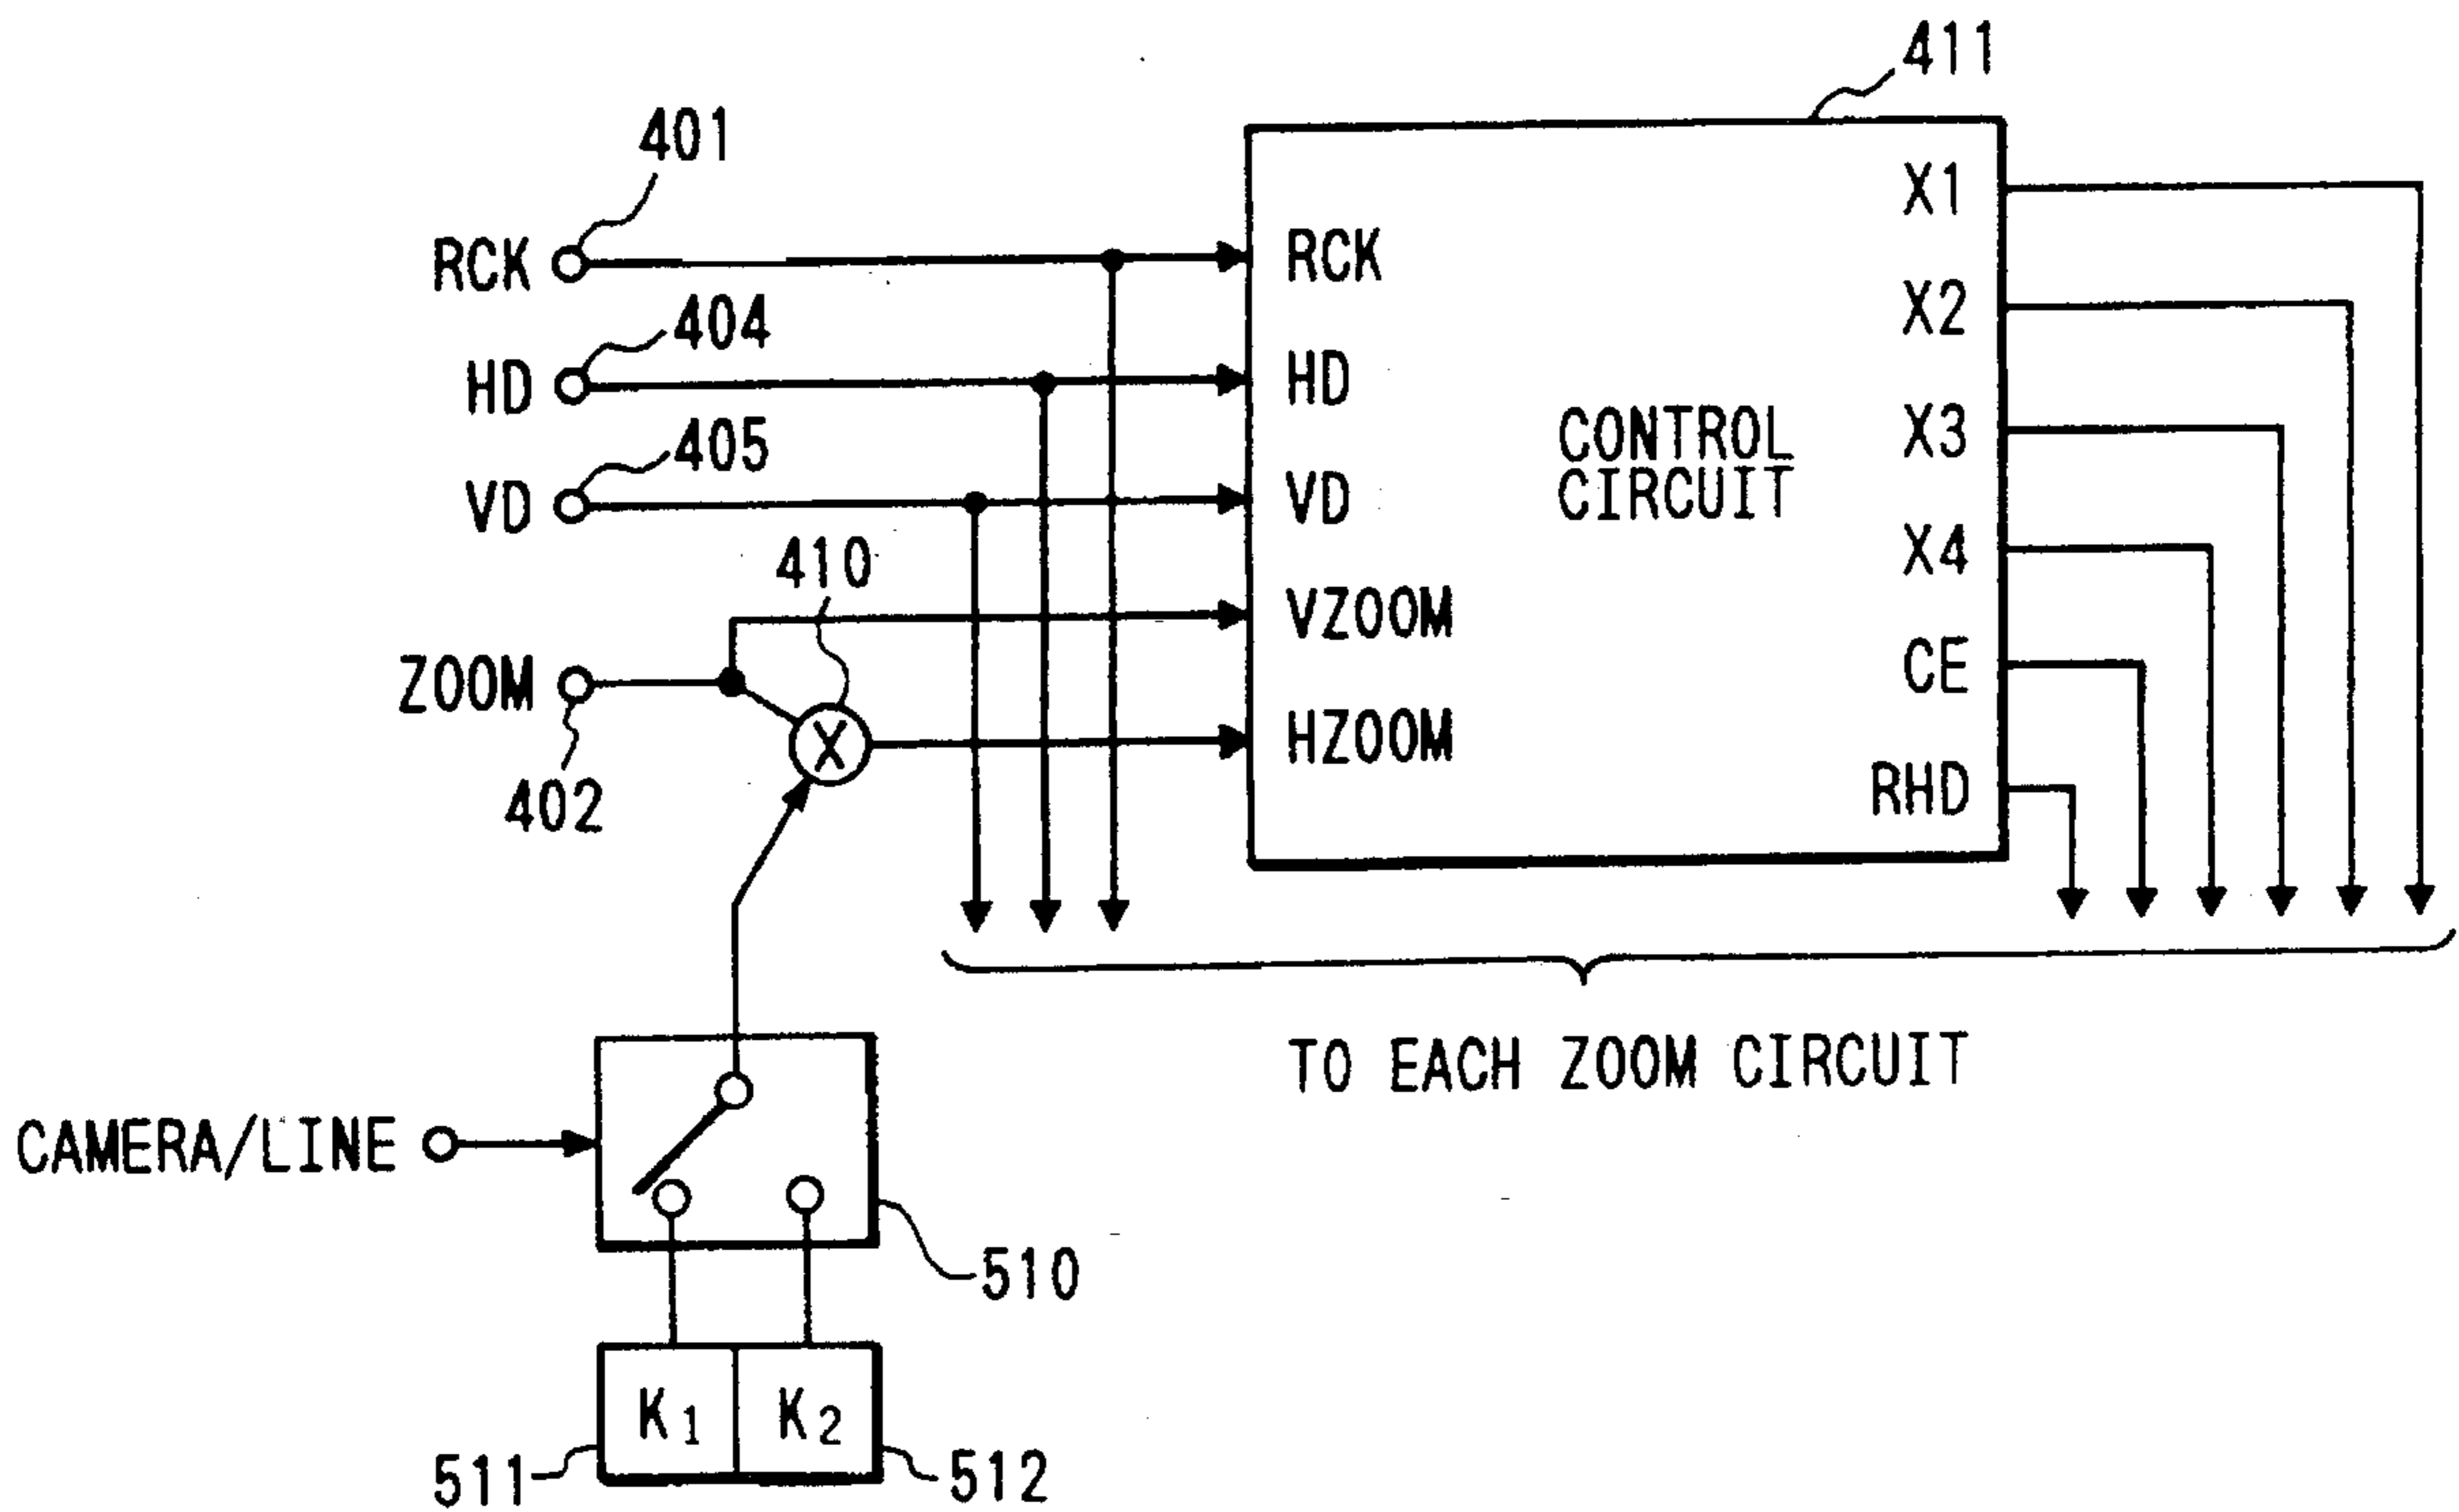 411
401
X1
RCK
RCK
404
X2
HD
HD
405
X3
CONTROL
CIRCUIT
VD
VD
410
X4
VZOOM
ZOOM
CE
X
HZOOM
402
RHD
TO EACH ZOOM CIRCUIT
CAMERA/LINE
510
K1
K2
511
512